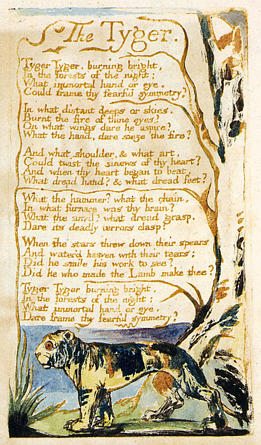 The Tyger.
Tyger Tyger, burning bright,
In the forests of the night;
What immortal hand or eye,
Could frame thy fearful symmetry?
In what distant deeps or skies,
Burnt the fire of thine eyes?
On what wings dare he aspire?
What the hand, dare seize the fire?
And what shoulder, & what art,
Could twist the sinews of thy heart?
And when thy heart began to beat,
What dread hand? & what dread feet?
What the hammer? what the chain,
In what furnace was thy brain?
What the anvil? what dread grasp,
Dare its deadly terrors clasp?
When the stars threw down their spears
And water'd heaven with their tears:
Did he smile his work to see?
Did he who made the Lamb make thee?
Tyger Tyger burning bright,
In the forests of the night:
What immortal hand or eye,
Dare frame thy fearful symmetry?